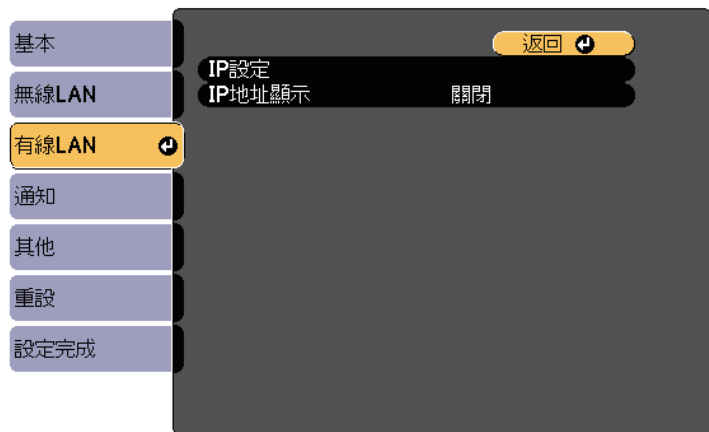 基本
無線LAN
有線LAN
通知
其他
重設
設定完成
返回
IP設定
IP地址顯示 關閉